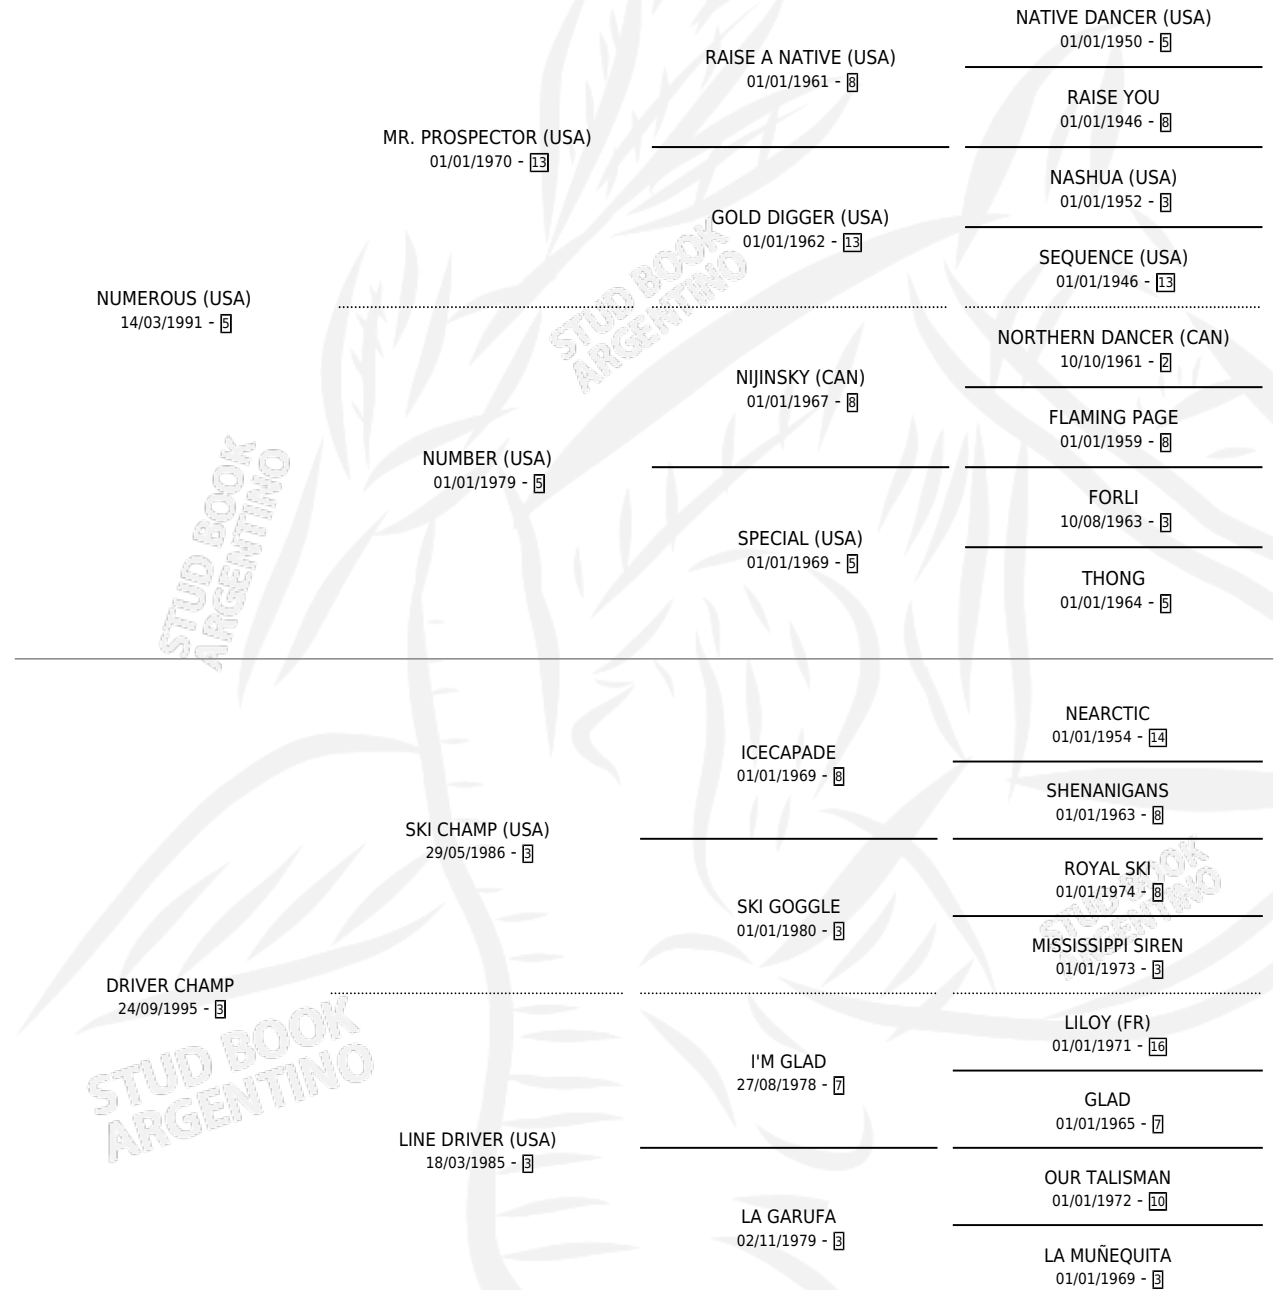 NATIVE DANCER (USA)
01/01/1950 - 5
RAISE A NATIVE (USA)
01/01/1961 - 8
RAISE YOU
01/01/1946 - 8
MR. PROSPECTOR (USA)
01/01/1970 - 13
NASHUA (USA)
01/01/1952 - 3
GOLD DIGGER (USA)
01/01/1962 - 13
SEQUENCE (USA)
01/01/1946 - 13
NUMEROUS (USA)
14/03/1991 - 5
STUD BOOK
ARGENTINO
NORTHERN DANCER (CAN)
10/10/1961 - 2
NIJINSKY (CAN)
01/01/1967 - 8
FLAMING PAGE
01/01/1959 - 8
NUMBER (USA)
01/01/1979 - 5
FORLI
10/08/1963 - 3
SPECIAL (USA)
01/01/1969 - 5
THONG
01/01/1964 - 5
STUD BOOK
ARGENTINO
NEARCTIC
01/01/1954 - 14
ICECAPADE
01/01/1969 - 8
SHENANIGANS
01/01/1963 - 8
SKI CHAMP (USA)
29/05/1986 - 3
ROYAL SKI
01/01/1974 - 8
SKI GOGGLE
01/01/1980 - 3
MISSISSIPPI SIREN
01/01/1973 - 3
STUD BOOK
ARGENTINO
DRIVER CHAMP
24/09/1995 - 3
LILOY (FR)
01/01/1971 - 16
I'M GLAD
27/08/1978 - 7
GLAD
01/01/1965 - 7
STUD BOOK
ARGENTINO
LINE DRIVER (USA)
18/03/1985 - 3
OUR TALISMAN
01/01/1972 - 10
LA GARUFA
02/11/1979 - 3
LA MUÑEQUITA
01/01/1969 - 3